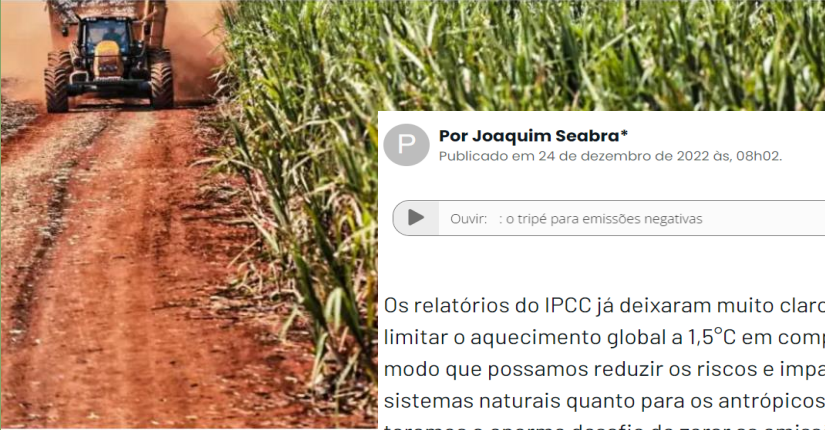 P
Por Joaquim Seabra*
Publicado em 24 de dezembro de 2022 às, 08h02.
Ouvir: : o tripé para emissões negativas
Os relatórios do IPCC já deixaram muito claro
limitar o aquecimento global a 1,5°C em
modo que possamos reduzir os riscos e
sistemas naturais quanto para os antrópicos